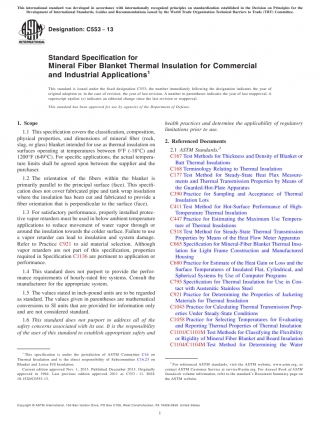 This international standard was developed in accordance with internationally recognized principles on standardization established in the Decision on Principles for the
Development of International Standards, Guides and Recommendations issued by the World Trade Organization Technical Barriers to Trade (TBT) Committee.
Designation: C553 − 13
Standard Specification for
Mineral Fiber Blanket Thermal Insulation for Commercial
and Industrial Applications1
This standard is issued under the fixed designation C553; the number immediately following the designation indicates the year of
original adoption or, in the case of revision, the year of last revision. A number in parentheses indicates the year of last reapproval. A
superscript epsilon (ε) indicates an editorial change since the last revision or reapproval.
This standard has been approved for use by agencies of the U.S. Department of Defense.
1. Scope
1.1 This specification covers the classification, composition,
physical properties, and dimensions of mineral fiber (rock,
slag, or glass) blanket intended for use as thermal insulation on
surfaces operating at temperatures between 0°F (-18°C) and
1200°F (649°C). For specific applications, the actual tempera-
ture limits shall be agreed upon between the supplier and the
purchaser.
1.2 The orientation of the fibers within the blanket is
primarily parallel to the principal surface (face). This specifi-
cation does not cover fabricated pipe and tank wrap insulation
where the insulation has been cut and fabricated to provide a
fiber orientation that is perpendicular to the surface (face).
1.3 For satisfactory performance, properly installed protec-
tive vapor retarders must be used in below ambient temperature
applications to reduce movement of water vapor through or
around the insulation towards the colder surface. Failure to use
a vapor retarder can lead to insulation and system damage.
Refer to Practice C921 to aid material selection. Although
vapor retarders are not part of this specification, properties
required in Specification C1136 are pertinent to application or
performance.
1.4 This standard does not purport to provide the perfor-
mance requirements of hourly-rated fire systems. Consult the
manufacturer for the appropriate system.
1.5 The values stated in inch-pound units are to be regarded
as standard. The values given in parentheses are mathematical
conversions to SI units that are provided for information only
and are not considered standard.
1.6 This standard does not purport to address all of the
safety concerns associated with its use. It is the responsibility
of the user of this standard to establish appropriate safety and
1 This specification is under the jurisdiction of ASTM Committee C16 on
Thermal Insulation and is the direct responsibility of Subcommittee C16.23 on
Blanket and Loose Fill Insulation.
Current edition approved Nov. 1, 2013. Published December 2013. Originally
approved in 1964. Last previous edition approved in 2011 as C553 – 11. DOI:
10.1520/C0553-13.
health practices and determine the applicability of regulatory
limitations prior to use.
2. Referenced Documents
2.1 ASTM Standards:2
C167 Test Methods for Thickness and Density of Blanket or
Batt Thermal Insulations
C168 Terminology Relating to Thermal Insulation
C177 Test Method for Steady-State Heat Flux Measure-
ments and Thermal Transmission Properties by Means of
the Guarded-Hot-Plate Apparatus
C390 Practice for Sampling and Acceptance of Thermal
Insulation Lots
C411 Test Method for Hot-Surface Performance of High-
Temperature Thermal Insulation
C447 Practice for Estimating the Maximum Use Tempera-
ture of Thermal Insulations
C518 Test Method for Steady-State Thermal Transmission
Properties by Means of the Heat Flow Meter Apparatus
C665 Specification for Mineral-Fiber Blanket Thermal Insu-
lation for Light Frame Construction and Manufactured
Housing
C680 Practice for Estimate of the Heat Gain or Loss and the
Surface Temperatures of Insulated Flat, Cylindrical, and
Spherical Systems by Use of Computer Programs
C795 Specification for Thermal Insulation for Use in Con-
tact with Austenitic Stainless Steel
C921 Practice for Determining the Properties of Jacketing
Materials for Thermal Insulation
C1045 Practice for Calculating Thermal Transmission Prop-
erties Under Steady-State Conditions
C1058 Practice for Selecting Temperatures for Evaluating
and Reporting Thermal Properties of Thermal Insulation
C1101/C1101M Test Methods for Classifying the Flexibility
or Rigidity of Mineral Fiber Blanket and Board Insulation
C1104/C1104M Test Method for Determining the Water
2 For referenced ASTM standards, visit the ASTM website, www.astm.org, or
contact ASTM Customer Service at service@astm.org. For Annual Book of ASTM
Standards volume information, refer to the standard's Document Summary page on
the ASTM website.
Copyright © ASTM International, 100 Barr Harbor Drive, PO Box C700, West Conshohocken, PA 19428-2959. United States
1